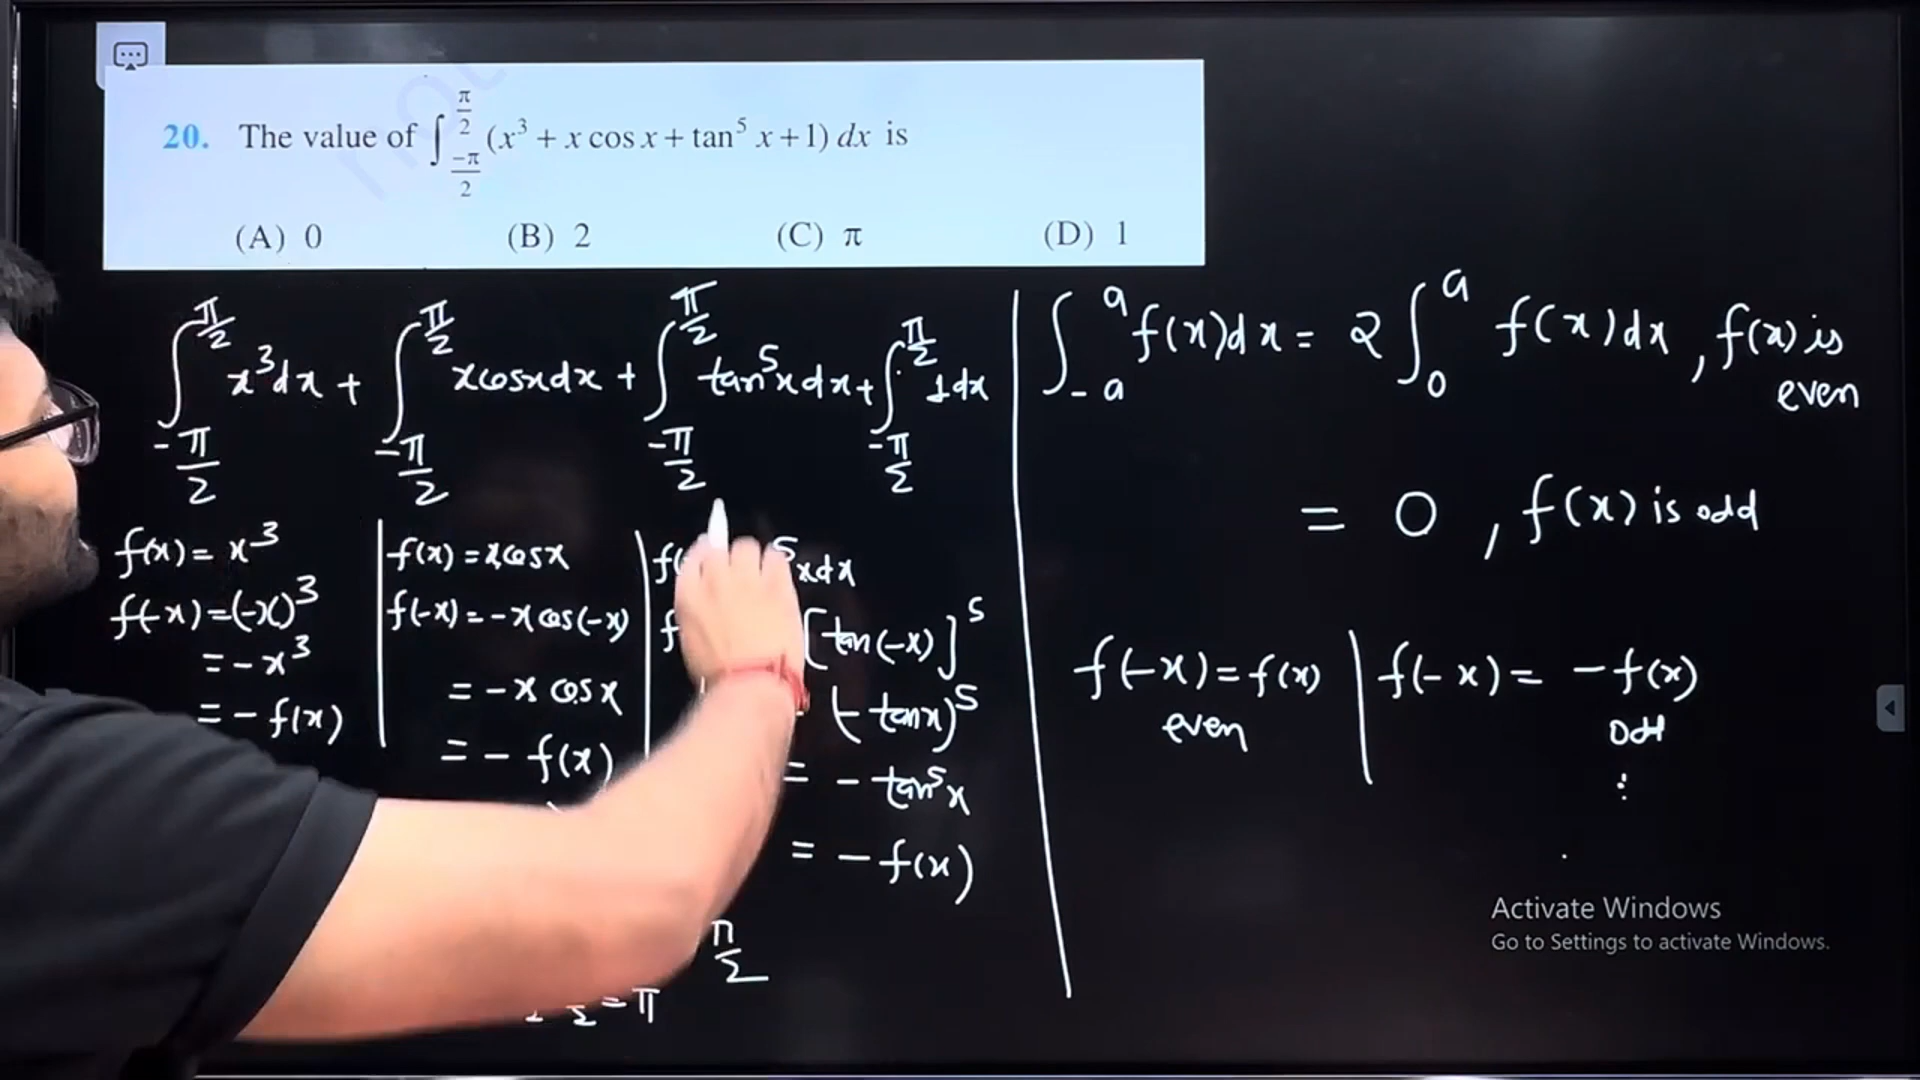 20. The value of ∫_{-π/2}^{π/2} (x³ + x cos x + tan⁵ x + 1) dx is
(A) 0 (B) 2 (C) π (D) 1
∫_{-π/2}^{π/2} x³dx + ∫_{-π/2}^{π/2} xcosxdx + ∫_{-π/2}^{π/2} tan⁵xdx + ∫_{-π/2}^{π/2} 1dx
f(x) = x³
f(-x) = (-x)³
= -x³
= - f(x)
f(x) = xcosx
f(-x) = -x cos(-x)
= -x cosx
= - f(x)
⁵xdx
[tan(-x)]⁵
(-tanx)⁵
= - tan⁵x
= - f(x)
π/2
= π
∫_{-a}^{a} f(x)dx = 2 ∫_{0}^{a} f(x)dx , f(x) is
even
= 0 , f(x) is odd
f(-x) = f(x)
even
f(-x) = -f(x)
odd
Activate Windows
Go to Settings to activate Windows.